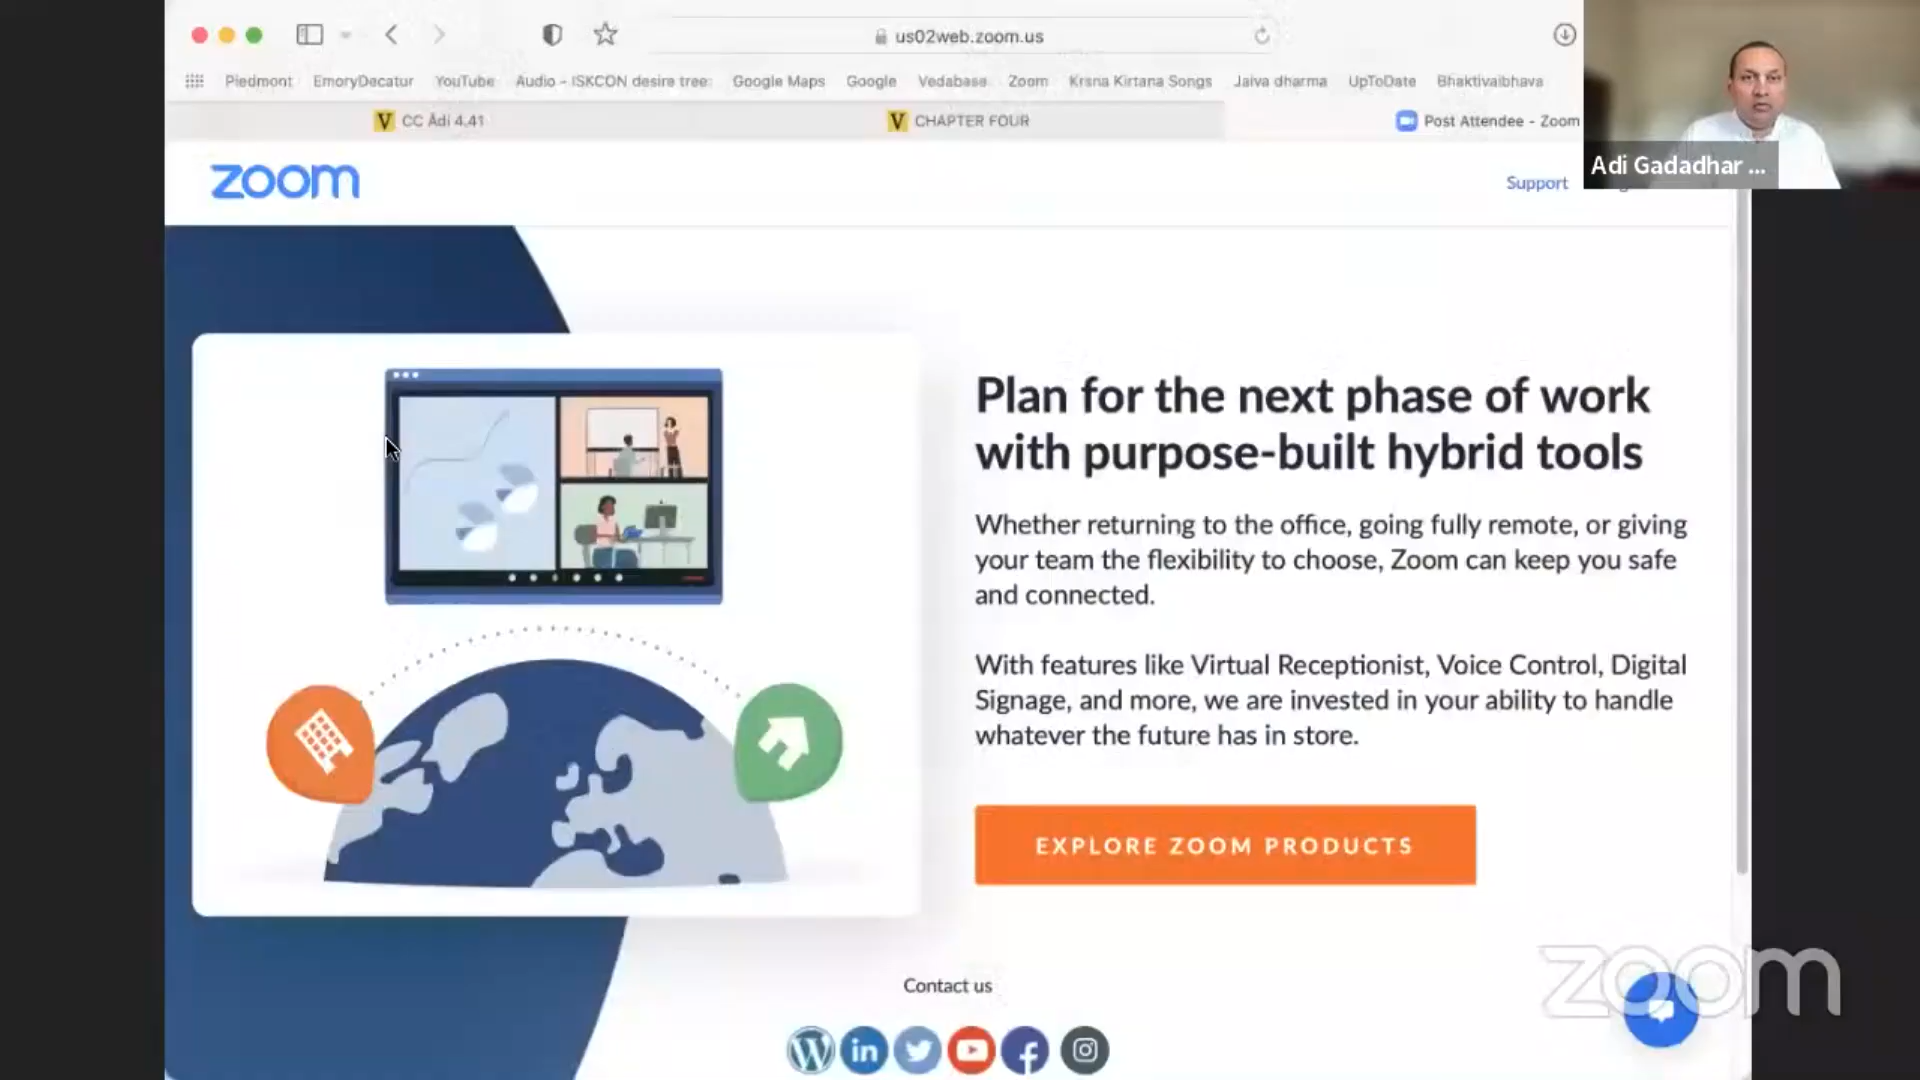 us02web.zoom.us
Piedmont EmoryDecatur YouTube Audio - ISKCON desire tree Google Maps Google Vedabase Zoom Krsna Kirtana Songs Jaiva dharma UpToDate Bhaktivaibhava
CC Ādi 4.41 CHAPTER FOUR Post Attendee - Zoom
Adi Gadadhar ...
zoom
Support
Plan for the next phase of work
with purpose-built hybrid tools
Whether returning to the office, going fully remote, or giving
your team the flexibility to choose, Zoom can keep you safe
and connected.
With features like Virtual Receptionist, Voice Control, Digital
Signage, and more, we are invested in your ability to handle
whatever the future has in store.
EXPLORE ZOOM PRODUCTS
Contact us
zoom